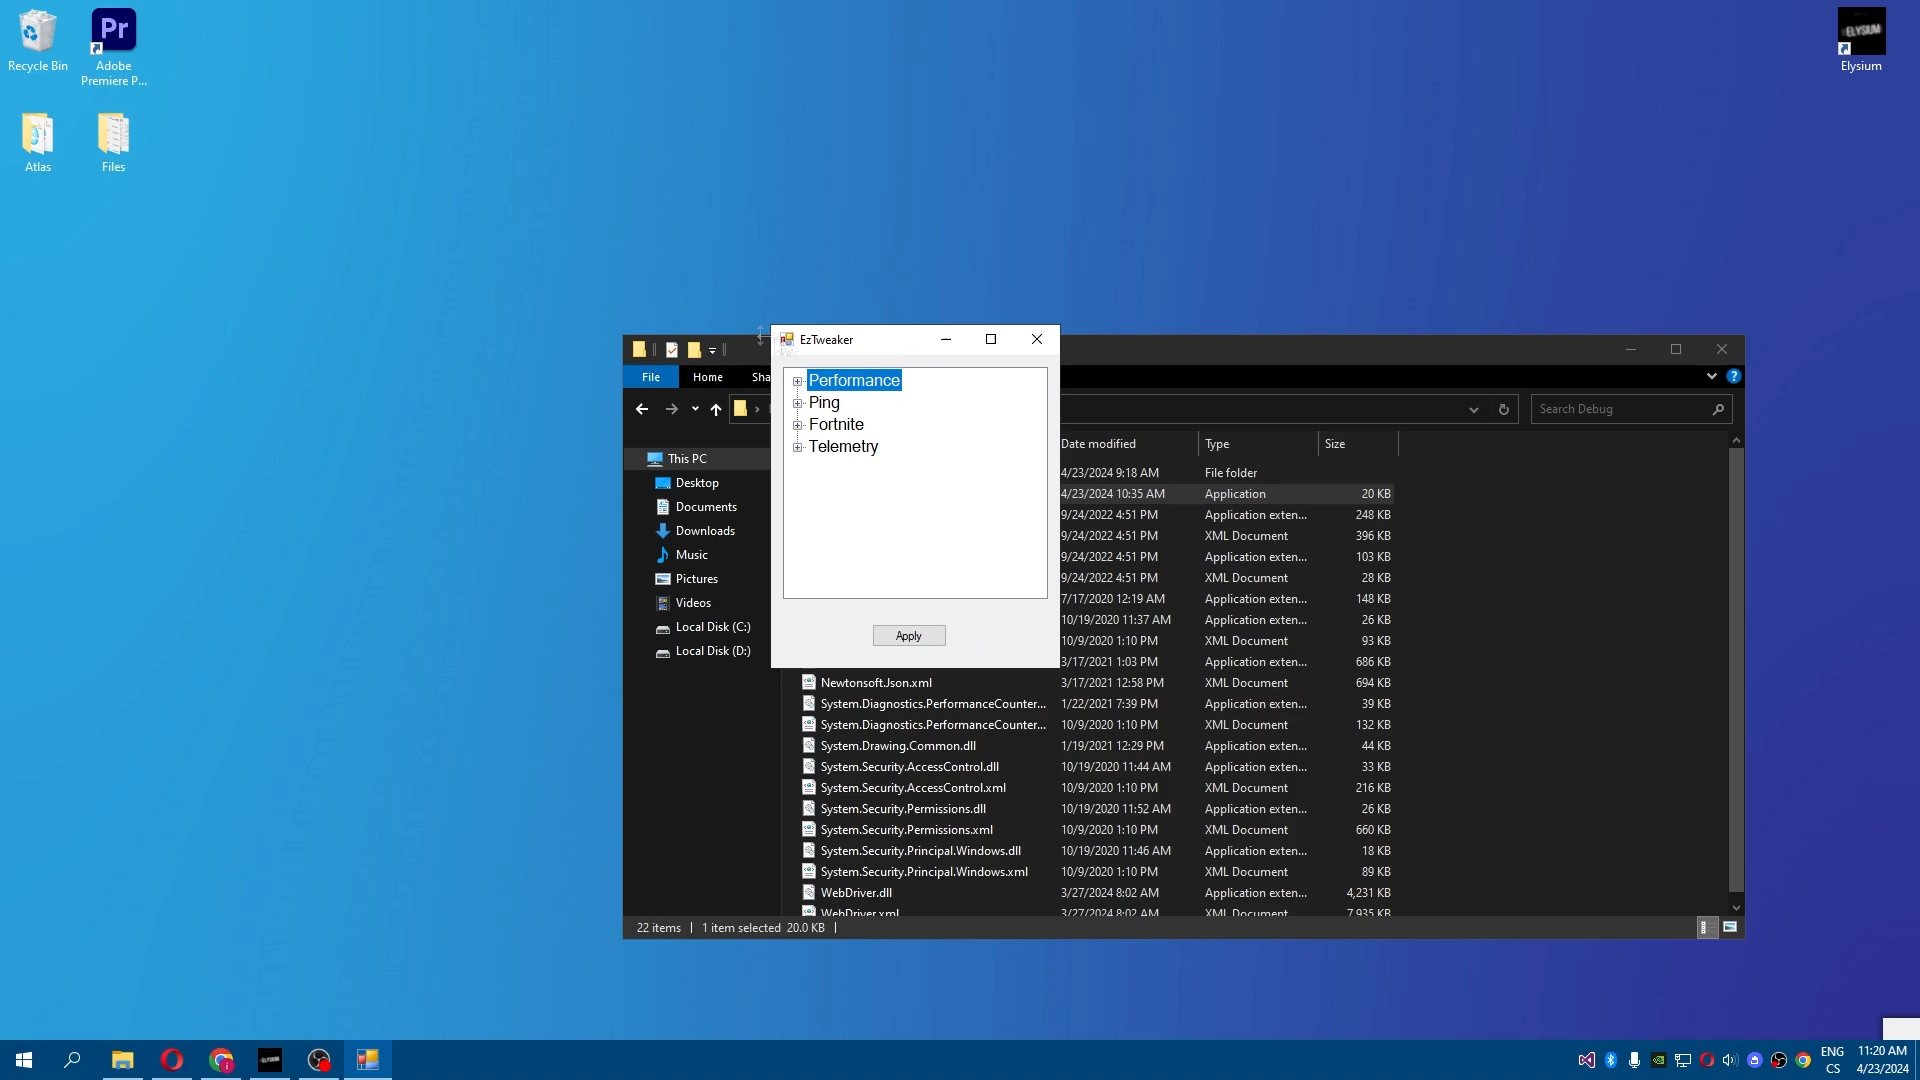 Recycle Bin
Adobe
Premiere P...
Pr
Elysium
ELYSIUM
Atlas
Files
EzTweaker
Performance
Ping
Fortnite
Telemetry
Apply
File
Home
Sha
Search Debug
This PC
Desktop
Documents
Downloads
Music
Pictures
Videos
Local Disk (C:)
Local Disk (D:)
Date modified Type Size
4/23/2024 9:18 AM File folder
4/23/2024 10:35 AM Application 20 KB
9/24/2022 4:51 PM Application exten... 248 KB
9/24/2022 4:51 PM XML Document 396 KB
9/24/2022 4:51 PM Application exten... 103 KB
9/24/2022 4:51 PM XML Document 28 KB
7/17/2020 12:19 AM Application exten... 148 KB
10/19/2020 11:37 AM Application exten... 26 KB
10/9/2020 1:10 PM XML Document 93 KB
3/17/2021 1:03 PM Application exten... 686 KB
Newtonsoft.Json.xml 3/17/2021 12:58 PM XML Document 694 KB
System.Diagnostics.PerformanceCounter... 1/22/2021 7:39 PM Application exten... 39 KB
System.Diagnostics.PerformanceCounter... 10/9/2020 1:10 PM XML Document 132 KB
System.Drawing.Common.dll 1/19/2021 12:29 PM Application exten... 44 KB
System.Security.AccessControl.dll 10/19/2020 11:44 AM Application exten... 33 KB
System.Security.AccessControl.xml 10/9/2020 1:10 PM XML Document 216 KB
System.Security.Permissions.dll 10/19/2020 11:52 AM Application exten... 26 KB
System.Security.Permissions.xml 10/9/2020 1:10 PM XML Document 660 KB
System.Security.Principal.Windows.dll 10/19/2020 11:46 AM Application exten... 18 KB
System.Security.Principal.Windows.xml 10/9/2020 1:10 PM XML Document 89 KB
WebDriver.dll 3/27/2024 8:02 AM Application exten... 4,231 KB
WebDriver.xml 3/27/2024 8:02 AM XML Document 7,935 KB
22 items 1 item selected 20.0 KB
ENG
CS
11:20 AM
4/23/2024